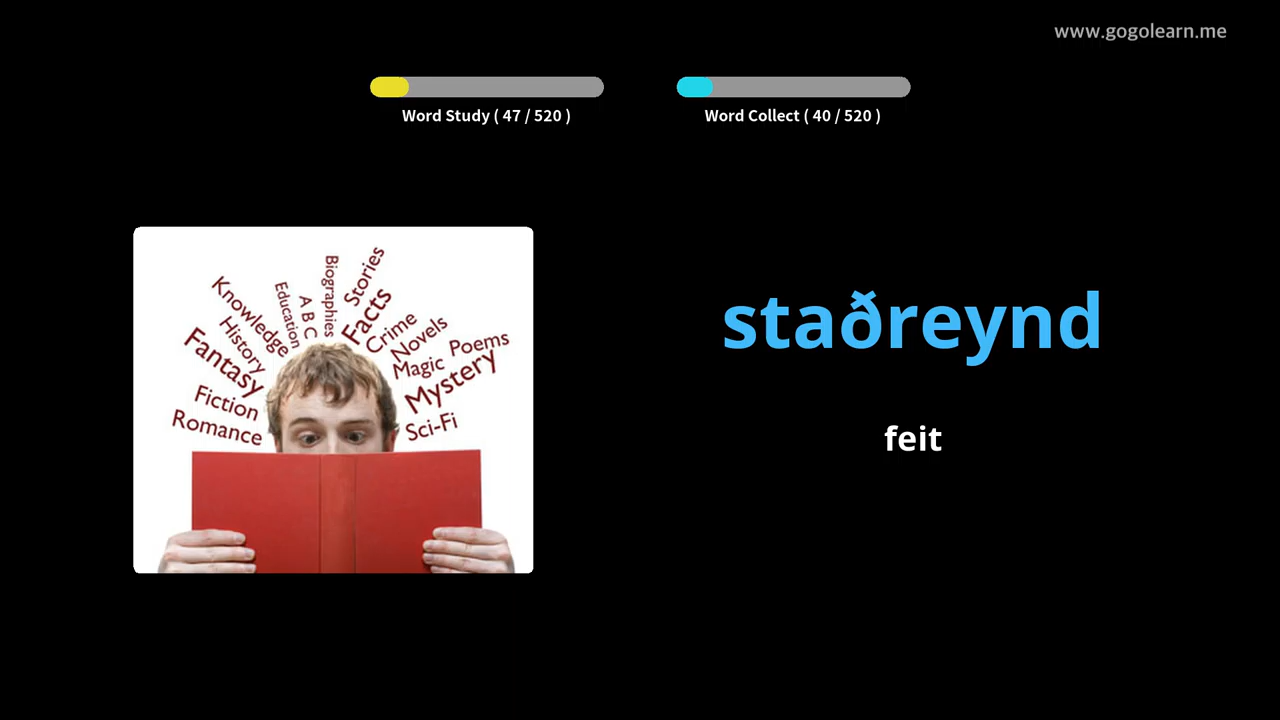 www.gogolearn.me
Word Study ( 47 / 520 )
Word Collect ( 40 / 520 )
Knowledge
Education
A B C
Biographies
Stories
Facts
Crime
Novels
Poems
History
Magic
Fantasy
Mystery
Fiction
Romance
Sci-Fi
staðreynd
feit